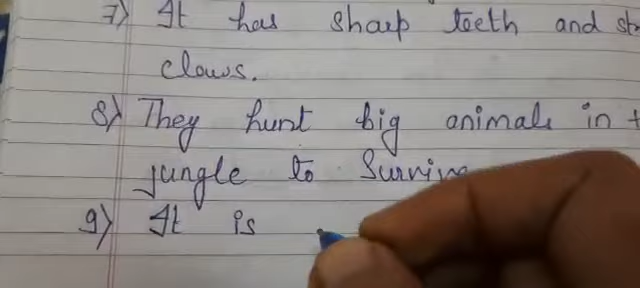 7) It has sharp teeth and
claws.
8) They hunt big animals in
jungle to
9) It is